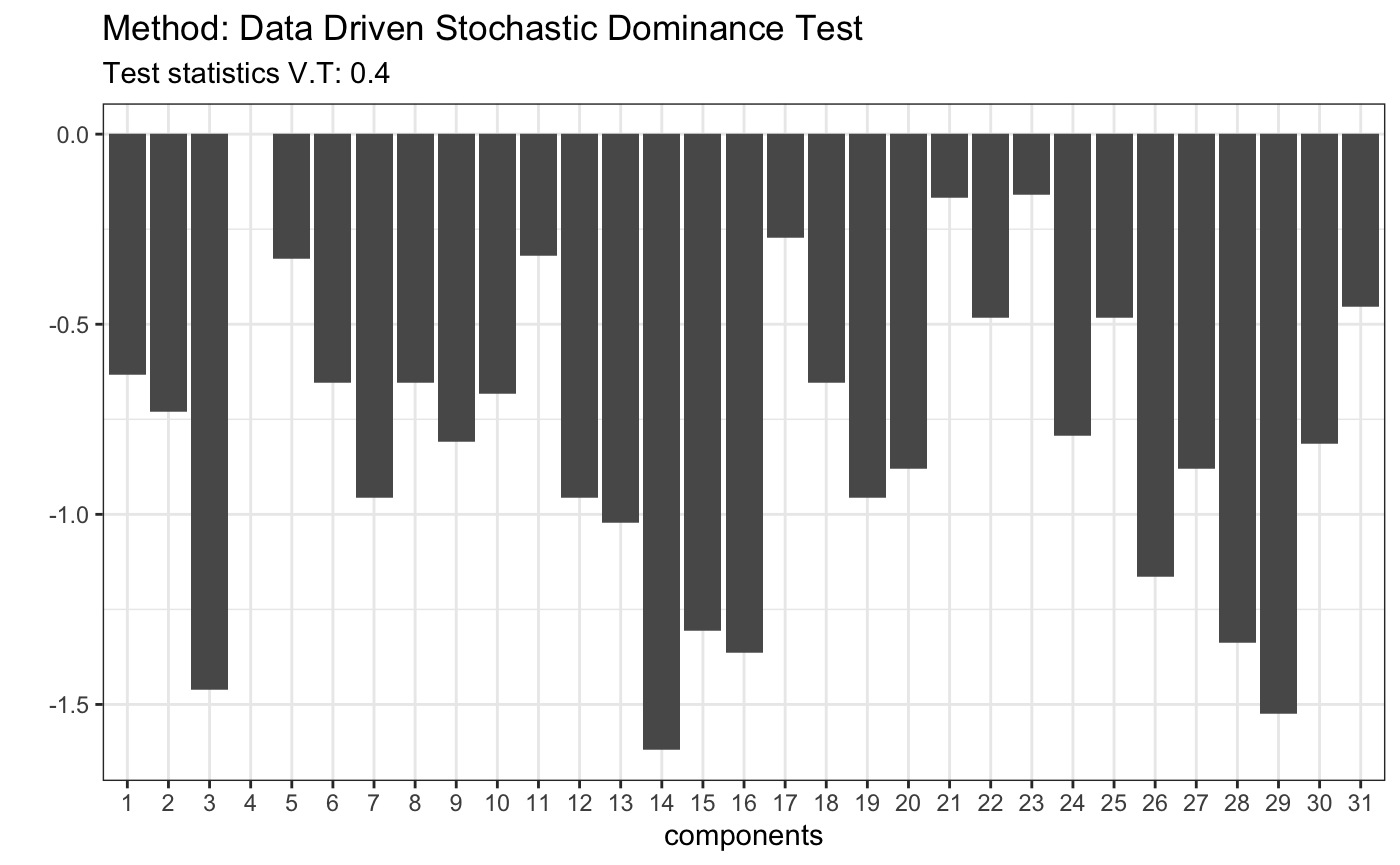 Method: Data Driven Stochastic Dominance Test
Test statistics V.T: 0.4
0.0
-0.5
-1.0
-1.5
1 2 3 4 5 6 7 8 9 10 11 12 13 14 15 16 17 18 19 20 21 22 23 24 25 26 27 28 29 30 31
components